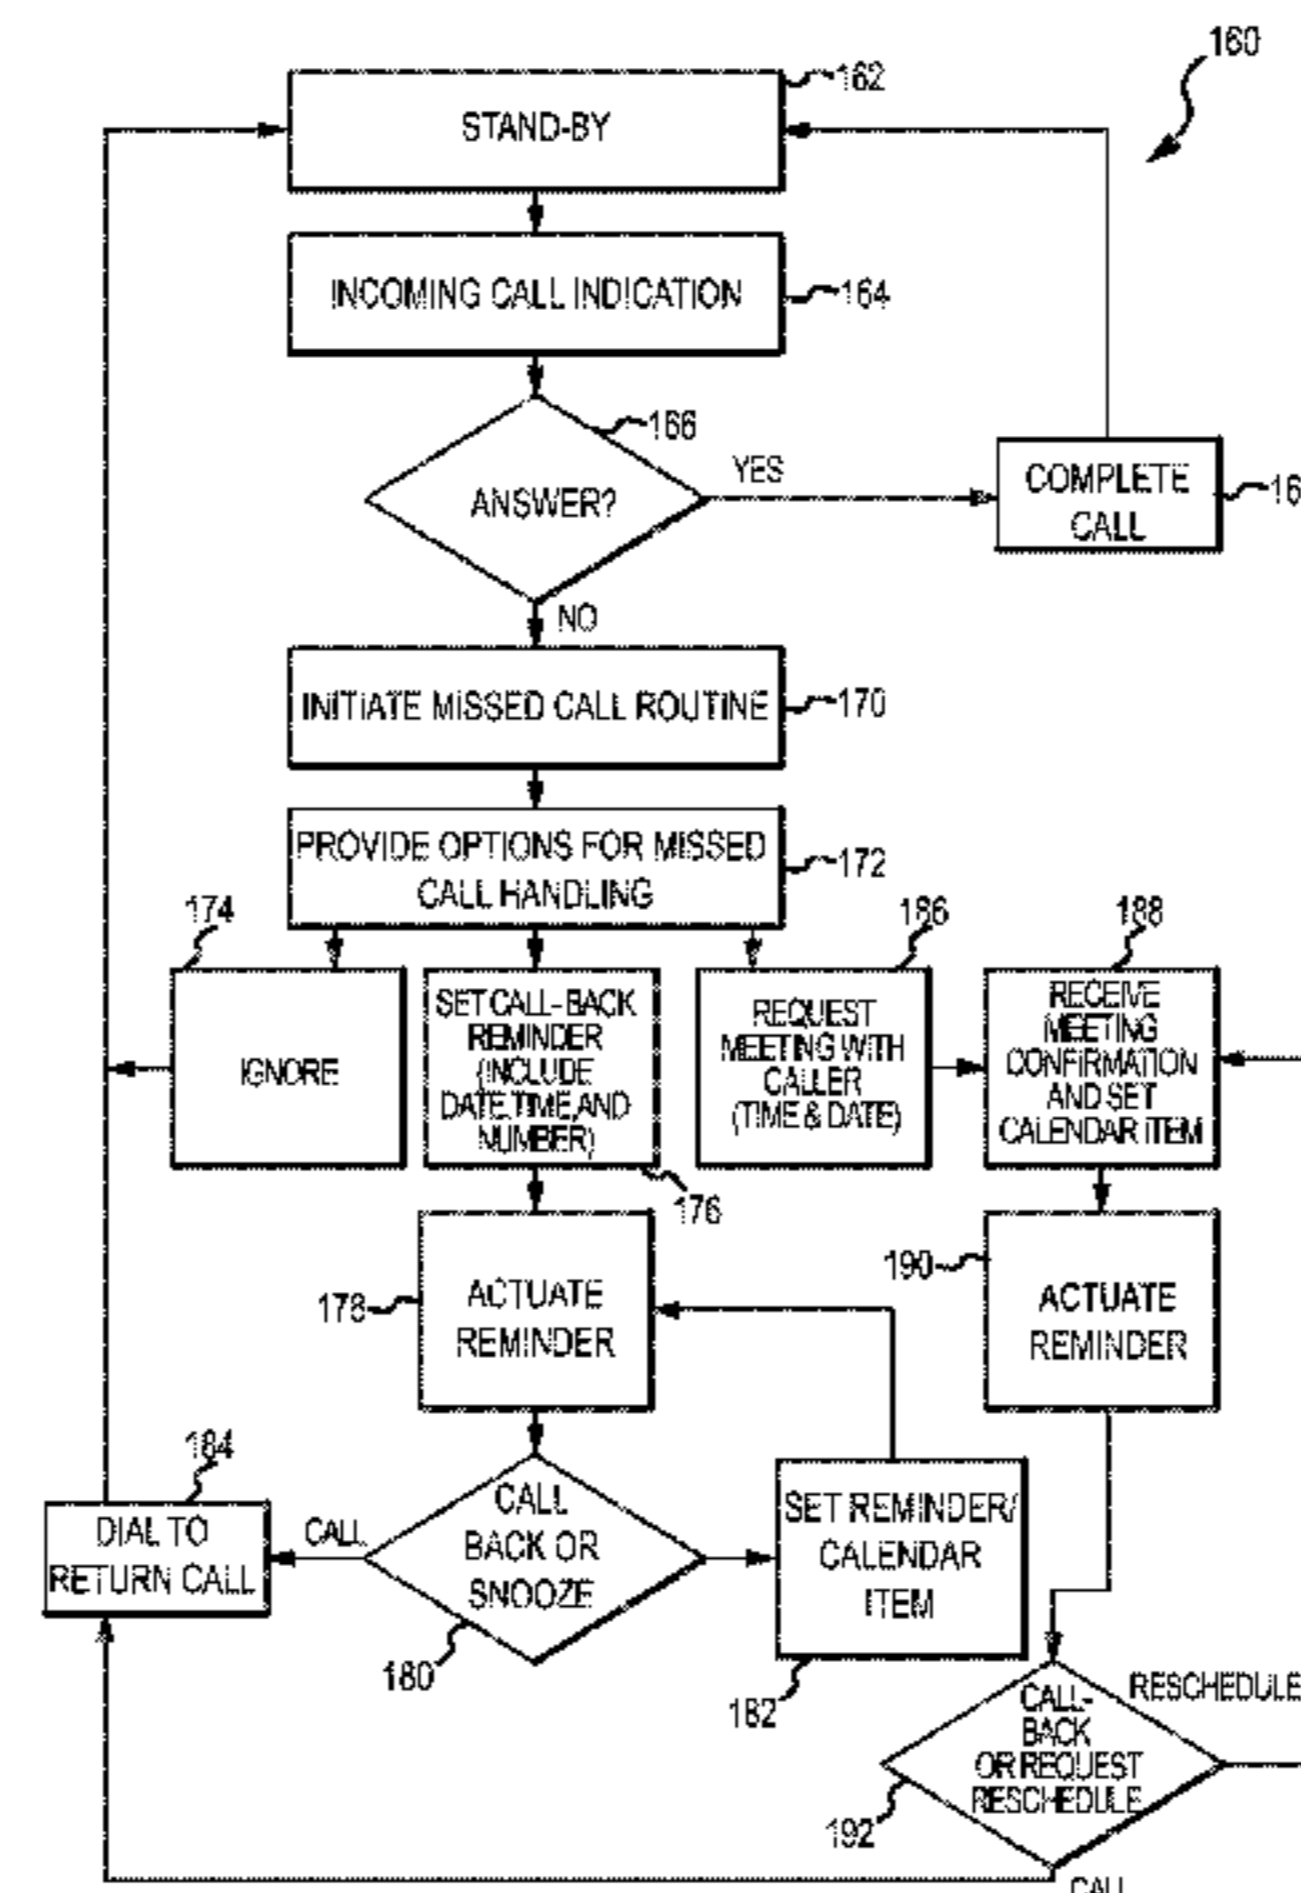 160
162
STAND-BY
INCOMING CALL INDICATION
164
166
ANSWER?
YES
COMPLETE
CALL
16
NO
INITIATE MISSED CALL ROUTINE
170
PROVIDE OPTIONS FOR MISSED
CALL HANDLING
172
174
186
188
IGNORE
SET CALL-BACK
REMINDER
(INCLUDE
DATE,TIME,AND
NUMBER)
176
REQUEST
MEETING WITH
CALLER
(TIME & DATE)
RECEIVE
MEETING
CONFIRMATION
AND SET
CALENDAR ITEM
178
ACTUATE
REMINDER
190
ACTUATE
REMINDER
184
DIAL TO
RETURN CALL
CALL
CALL
BACK OR
SNOOZE
180
SET REMINDER/
CALENDAR
ITEM
182
RESCHEDULE
CALL-
BACK
OR REQUEST
RESCHEDULE
192
CALL